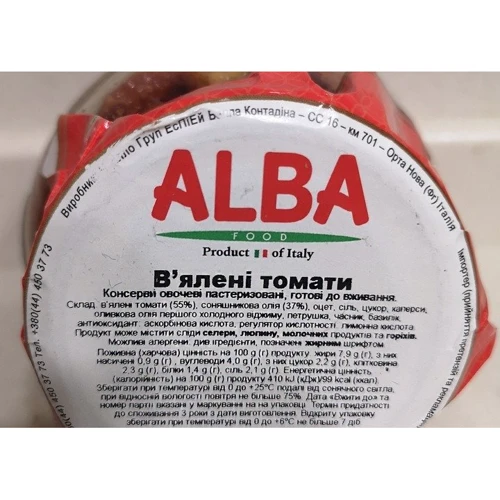 Виробник Груп ЕсПіЕй Контадіна – СС 16 – км 701 – Орта Нова (Фг) Італія
ALBA
FOOD
Product of Italy
В'ялені томати
Консерви овочеві пастеризовані, готові до вживання.
Склад: в'ялені томати (55%), соняшникова олія (37%), оцет, сіль, цукор, каперси,
оливкова олія першого холодного віджиму, петрушка, часник, базилік,
антиоксидант: аскорбінова кислота, регулятор кислотності: лимонна кислота.
Продукт може містити сліди селери, люпину, молочних продуктів та горіхів.
Можливі алергени: див інгредієнти, позначені жирним шрифтом.
Поживна (харчова) цінність на 100 g (г) продукту: жири 7,9 g (г), з них
насичені 0,9 g (г), вуглеводи 4,0 g (г), з них цукор 2,2 g (г), клітковина
2,3 g (г), білки 1,4 g (г), сіль 2,1 g (г). Енергетична цінність
(калорійність) на 100 g (г) продукту 410 kJ (кДж)/99 kcal (ккал).
Зберігати при температурі від 0 до +25°С подалі від сонячного світла,
при відносній вологості повітря не більше 75%. Дата «Вжити до» та
номер партії вказані у маркуванні на на упаковці. Термін придатності
до споживання 3 роки з дати виготовлення. Відкриту упаковку
зберігати при температурі від 0 до +6°С не більше 7 діб
Імпортер (прийняття претензій та
450 37 73 Тел. +380(44) 450 37 73